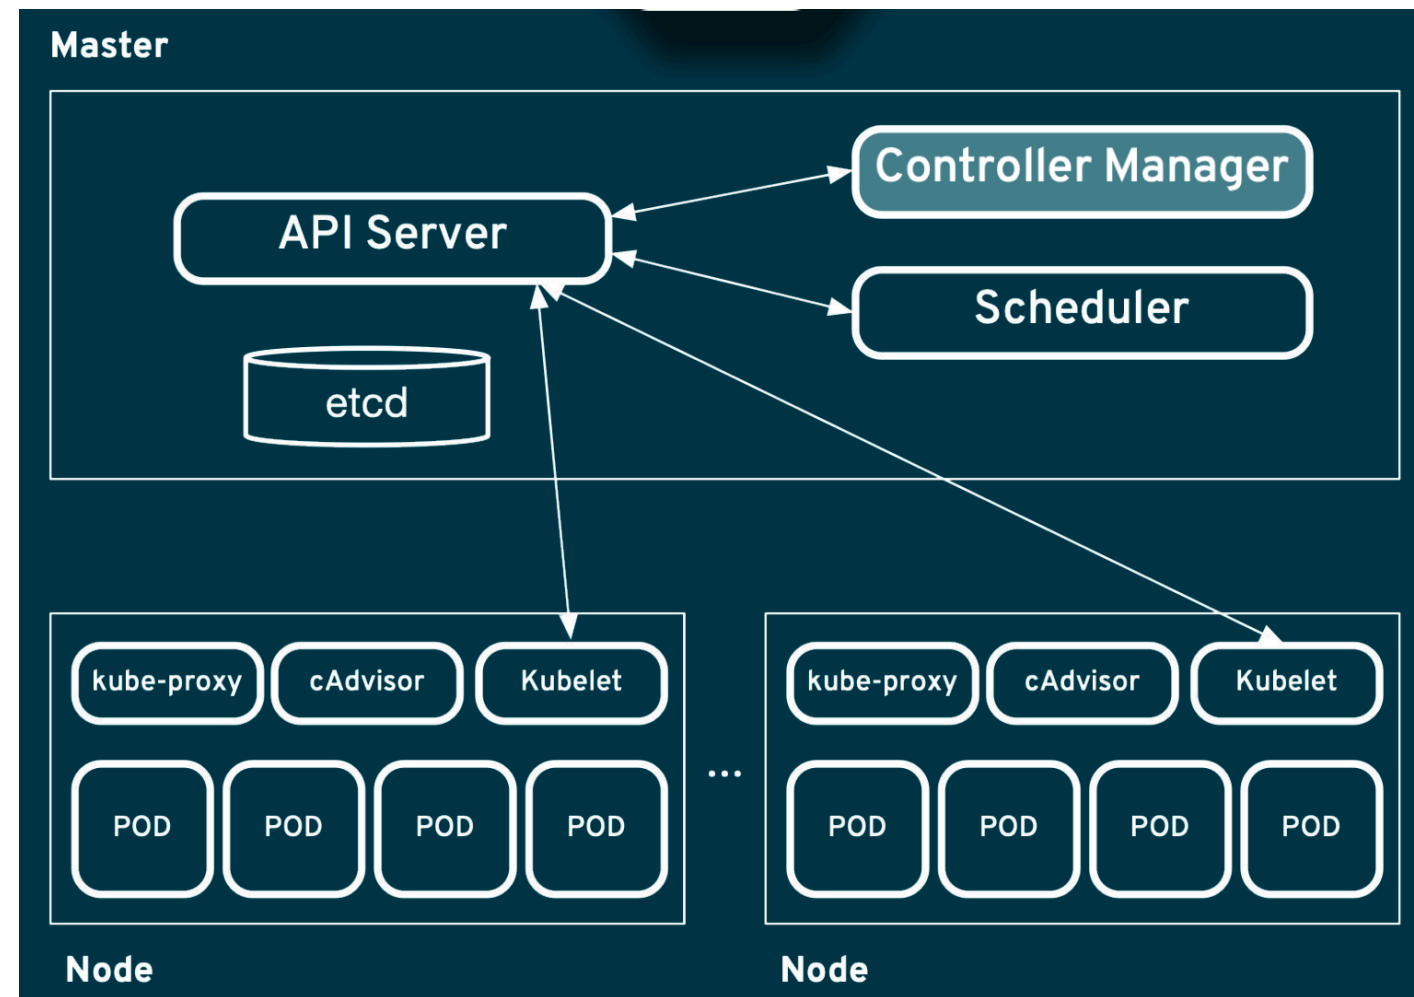 Master
Controller Manager
API Server
Scheduler
etcd
kube-proxy cAdvisor Kubelet
POD POD POD POD
Node
...
kube-proxy cAdvisor Kubelet
POD POD POD POD
Node